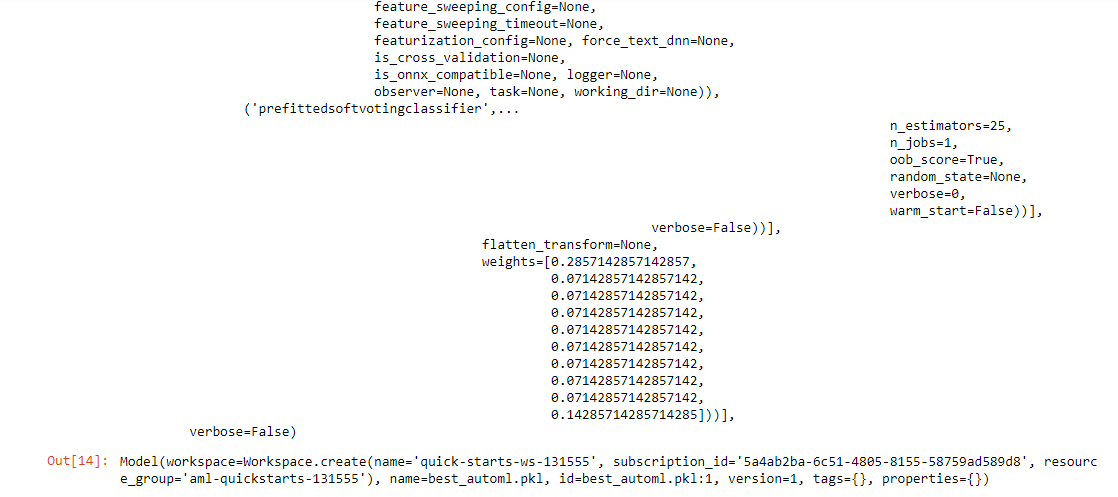 feature_sweeping_config=None,
feature_sweeping_timeout=None,
featurization_config=None, force_text_dnn=None,
is_cross_validation=None,
is_onnx_compatible=None, logger=None,
observer=None, task=None, working_dir=None)),
('prefittedsoftvotingclassifier',...
n_estimators=25,
n_jobs=1,
oob_score=True,
random_state=None,
verbose=0,
warm_start=False))],
verbose=False))],
flatten_transform=None,
weights=[0.2857142857142857,
0.07142857142857142,
0.07142857142857142,
0.07142857142857142,
0.07142857142857142,
0.07142857142857142,
0.07142857142857142,
0.07142857142857142,
0.07142857142857142,
0.14285714285714285]))],
verbose=False)
Out[14]: Model(workspace=Workspace.create(name='quick-starts-ws-131555', subscription_id='5a4ab2ba-6c51-4805-8155-58759ad589d8', resourc
e_group='aml-quickstarts-131555'), name=best_automl.pkl, id=best_automl.pkl:1, version=1, tags={}, properties={})